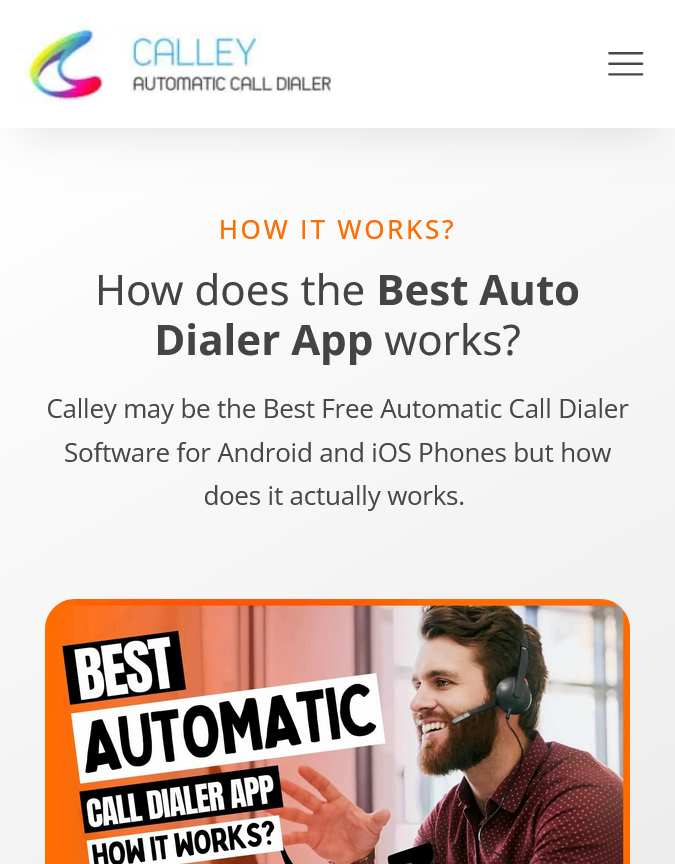 CALLEY
AUTOMATIC CALL DIALER
HOW IT WORKS?
How does the Best Auto
Dialer App works?
Calley may be the Best Free Automatic Call Dialer
Software for Android and iOS Phones but how
does it actually works.
BEST
AUTOMATIC
CALL DIALER APP
HOW IT WORKS?